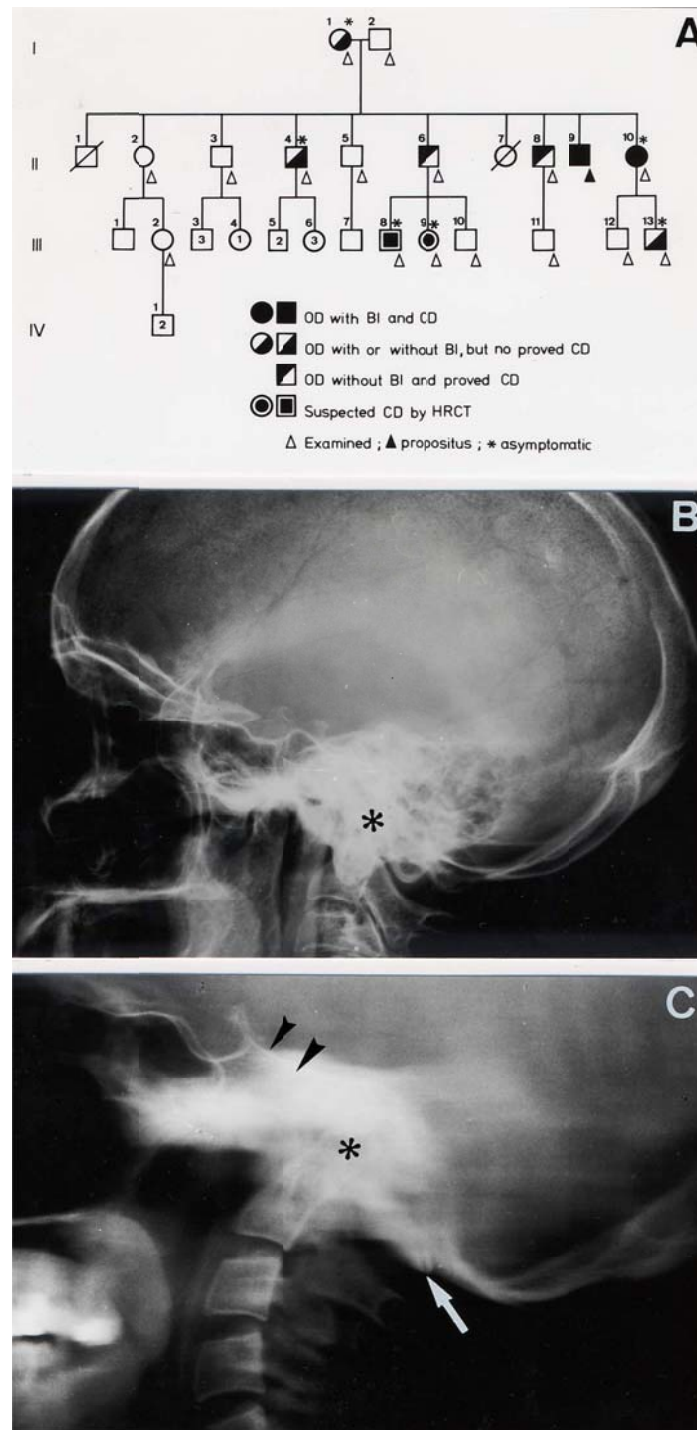 A
I
1 * 2
II
1 2 3 4 * 5 6 7 8 9 10 *
III
1 2 3 4 5 6 7 8 * 9 * 10 11 12 13 *
3 1 2 3
IV
1
2
OD with BI and CD
OD with or without BI, but no proved CD
OD without BI and proved CD
Suspected CD by HRCT
Δ Examined ; ▲ propositus ; * asymptomatic
B
*
C
*